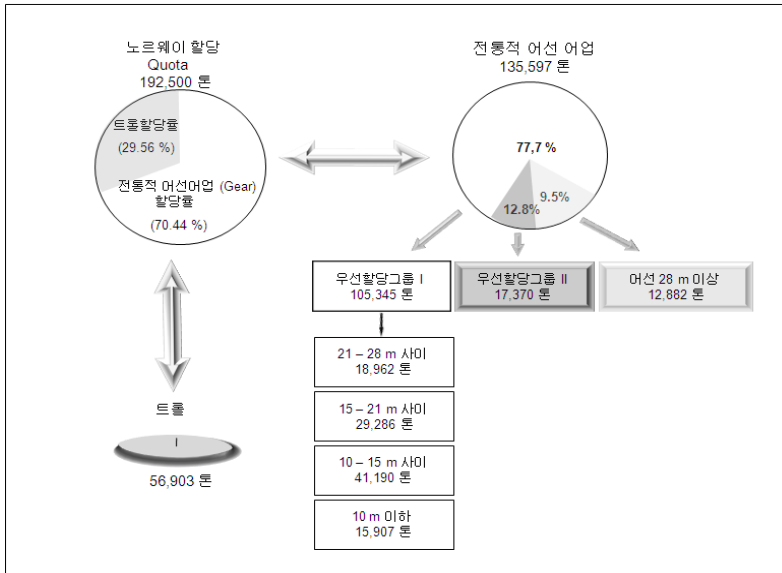 노르웨이 할당
Quota
192,500 톤
트롤할당률
(29.56 %)
전통적 어선어업 (Gear)
할당률
(70.44 %)
트롤
I
56,903 톤
전통적 어선 어업
135,597 톤
77,7 %
9.5%
12.8%
우선할당그룹 I
105,345 톤
우선할당그룹 II
17,370 톤
어선 28 m 이상
12,882 톤
21 – 28 m 사이
18,962 톤
15 – 21 m 사이
29,286 톤
10 – 15 m 사이
41,190 톤
10 m 이하
15,907 톤